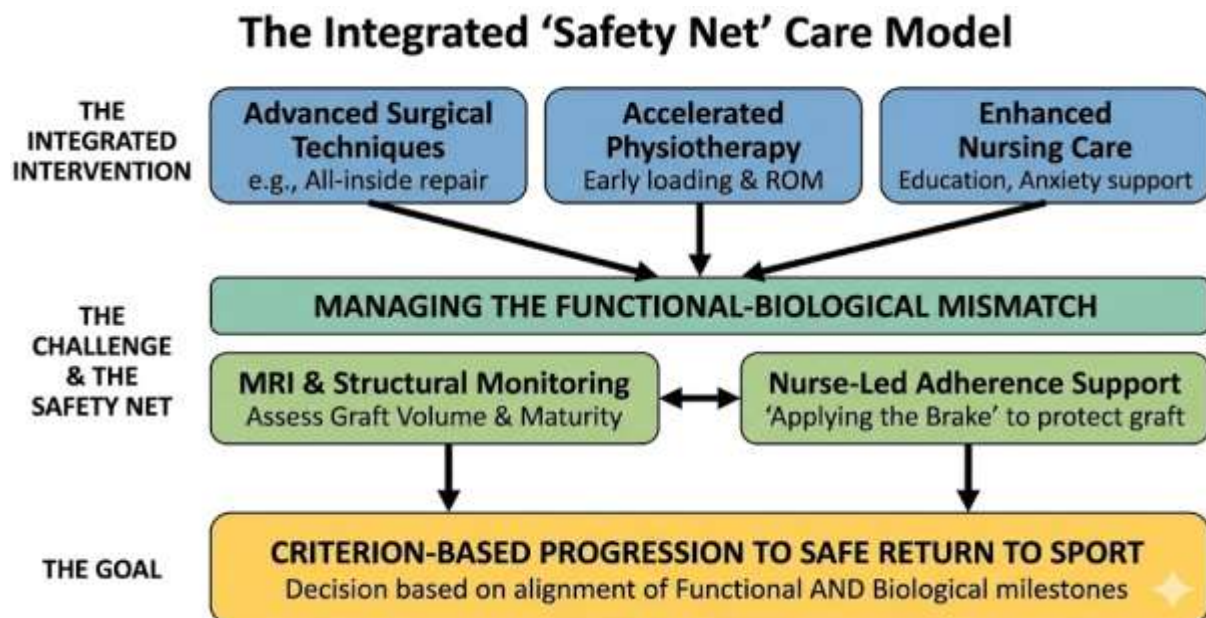 The Integrated ‘Safety Net’ Care Model
THE
INTEGRATED
INTERVENTION
Advanced Surgical
Techniques
e.g., All-inside repair
Accelerated
Physiotherapy
Early loading & ROM
Enhanced
Nursing Care
Education, Anxiety support
THE
CHALLENGE
& THE
SAFETY NET
MANAGING THE FUNCTIONAL-BIOLOGICAL MISMATCH
MRI & Structural Monitoring
Assess Graft Volume & Maturity
Nurse-Led Adherence Support
‘Applying the Brake’ to protect graft
THE GOAL
CRITERION-BASED PROGRESSION TO SAFE RETURN TO SPORT
Decision based on alignment of Functional AND Biological milestones